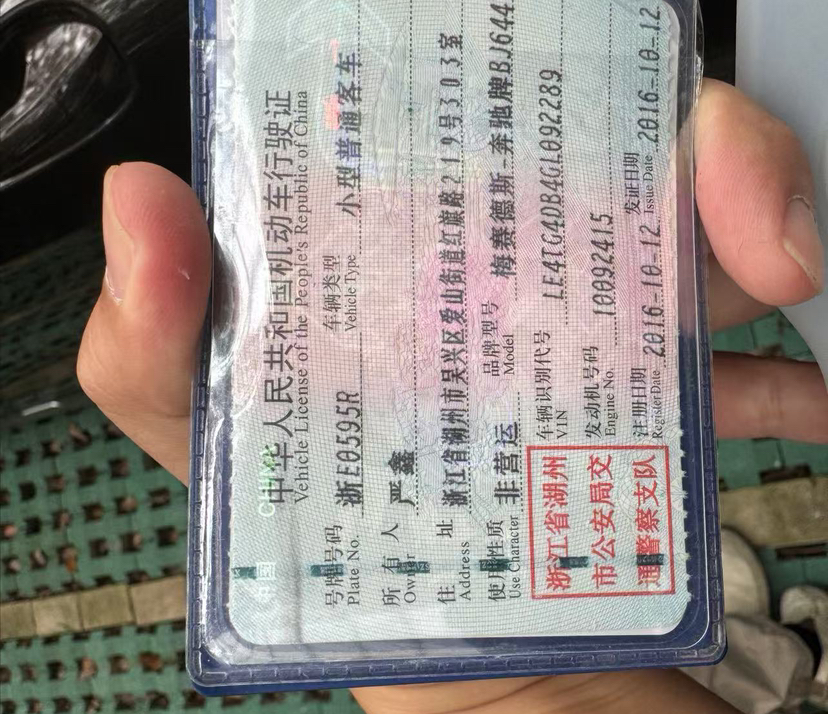 中华人民共和国机动车行驶证
Vehicle License of the People's Republic of China
号牌号码 浙E0595R 车辆类型 小型普通客车
Plate No. Vehicle Type
所有人 严鑫
Owner
住址 浙江省湖州市吴兴区爱山街道红旗路219号303室
Address
使用性质 非营运 品牌型号 梅赛德斯-奔驰牌BJ644
Use Character Model
浙江省湖州
市公安局交
通警察支队
车辆识别代号 LE4TG4DB4GL092289
VIN
发动机号码 10092415
Engine No.
注册日期 2016-10-12 发证日期 2016-10-12
Register Date Issue Date
中国
CHINA